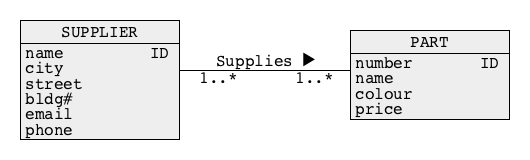 SUPPLIER
name ID
city
street
bldg#
email
phone
Supplies ▶
1..* 1..*
PART
number ID
name
colour
price